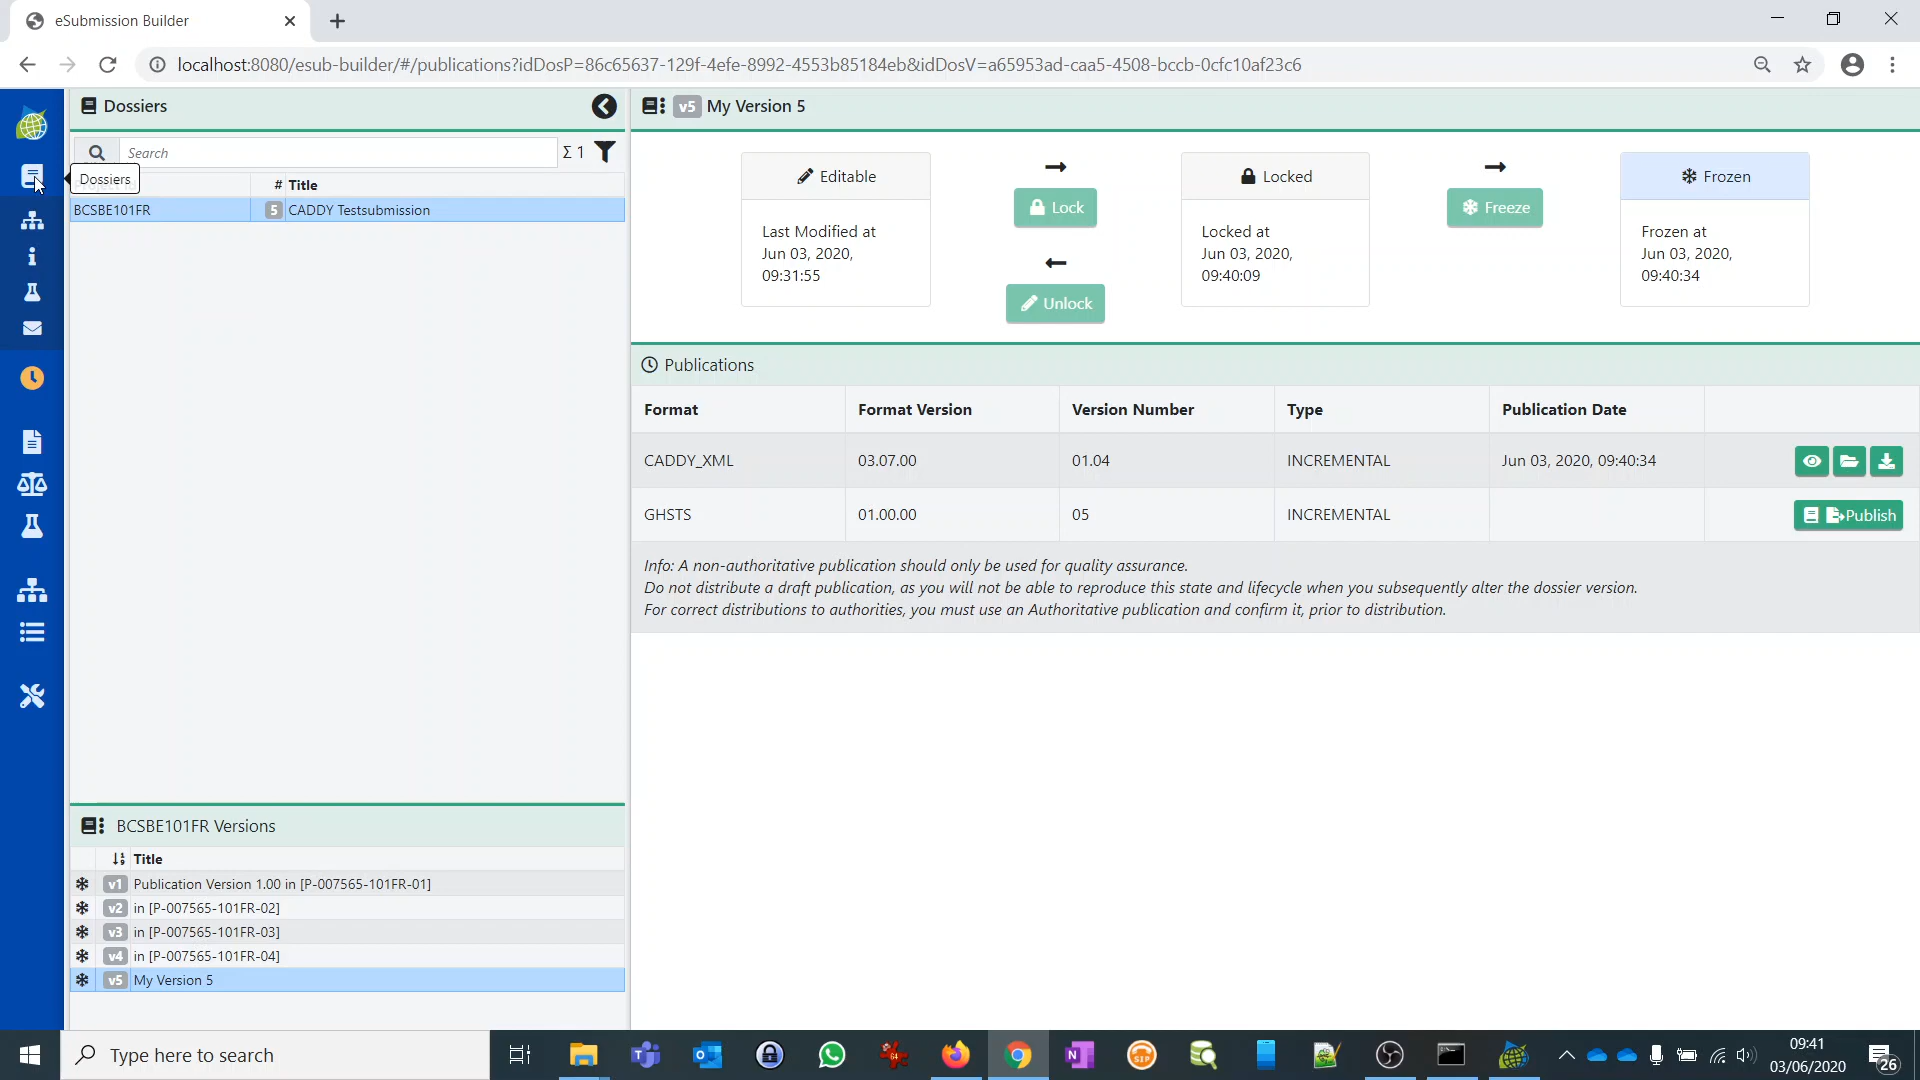 eSubmission Builder
localhost:8080/esub-builder/#/publications?idDosP=86c65637-129f-4efe-8992-4553b85184eb&idDosV=a65953ad-caa5-4508-bccb-0cfc10af23c6
Dossiers
Search
Σ 1
Dossiers
# Title
BCSBE101FR 5 CADDY Testsubmission
BCSBE101FR Versions
Title
v1 Publication Version 1.00 in [P-007565-101FR-01]
v2 in [P-007565-101FR-02]
v3 in [P-007565-101FR-03]
v4 in [P-007565-101FR-04]
v5 My Version 5
v5 My Version 5
Editable
Last Modified at
Jun 03, 2020,
09:31:55
Lock
Unlock
Locked
Locked at
Jun 03, 2020,
09:40:09
Freeze
Frozen
Frozen at
Jun 03, 2020,
09:40:34
Publications
Format Format Version Version Number Type Publication Date
CADDY_XML 03.07.00 01.04 INCREMENTAL Jun 03, 2020, 09:40:34
GHSTS 01.00.00 05 INCREMENTAL Publish
Info: A non-authoritative publication should only be used for quality assurance.
Do not distribute a draft publication, as you will not be able to reproduce this state and lifecycle when you subsequently alter the dossier version.
For correct distributions to authorities, you must use an Authoritative publication and confirm it, prior to distribution.
Type here to search
09:41
03/06/2020
26